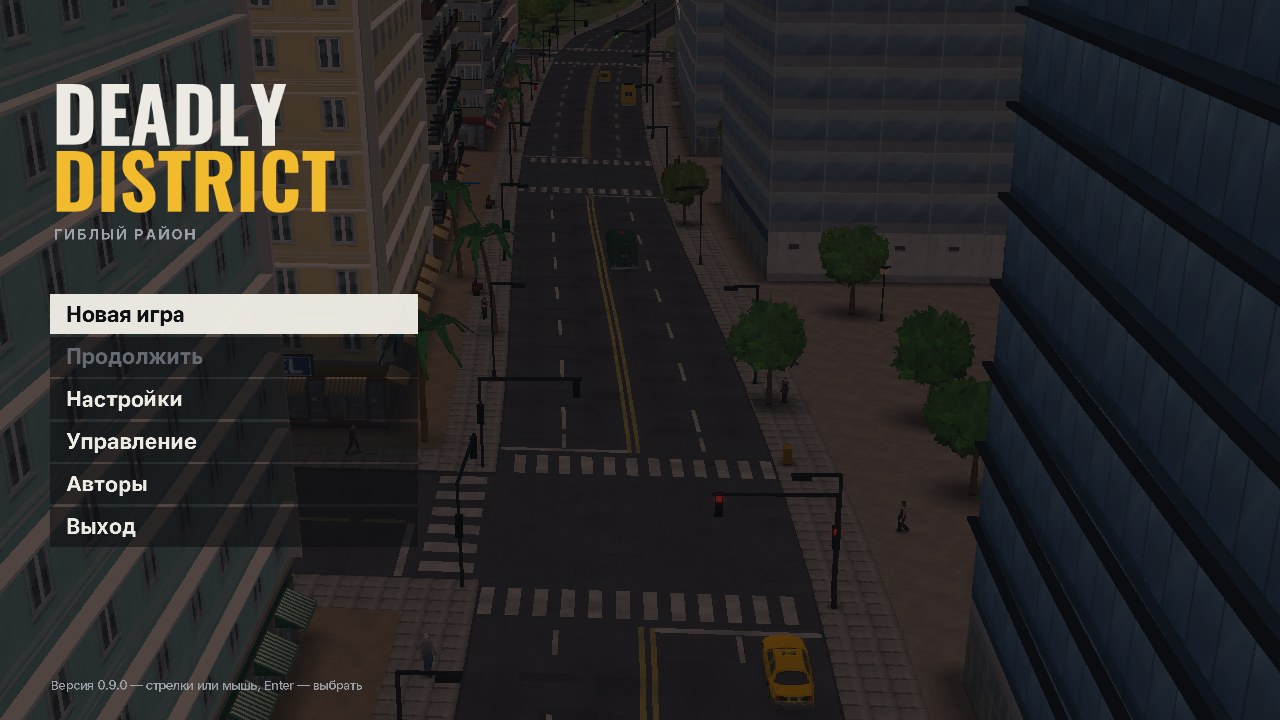 DEADLY
DISTRICT
ГИБЛЫЙ РАЙОН
Новая игра
Продолжить
Настройки
Управление
Авторы
Выход
Версия 0.9.0 — стрелки или мышь, Enter — выбрать